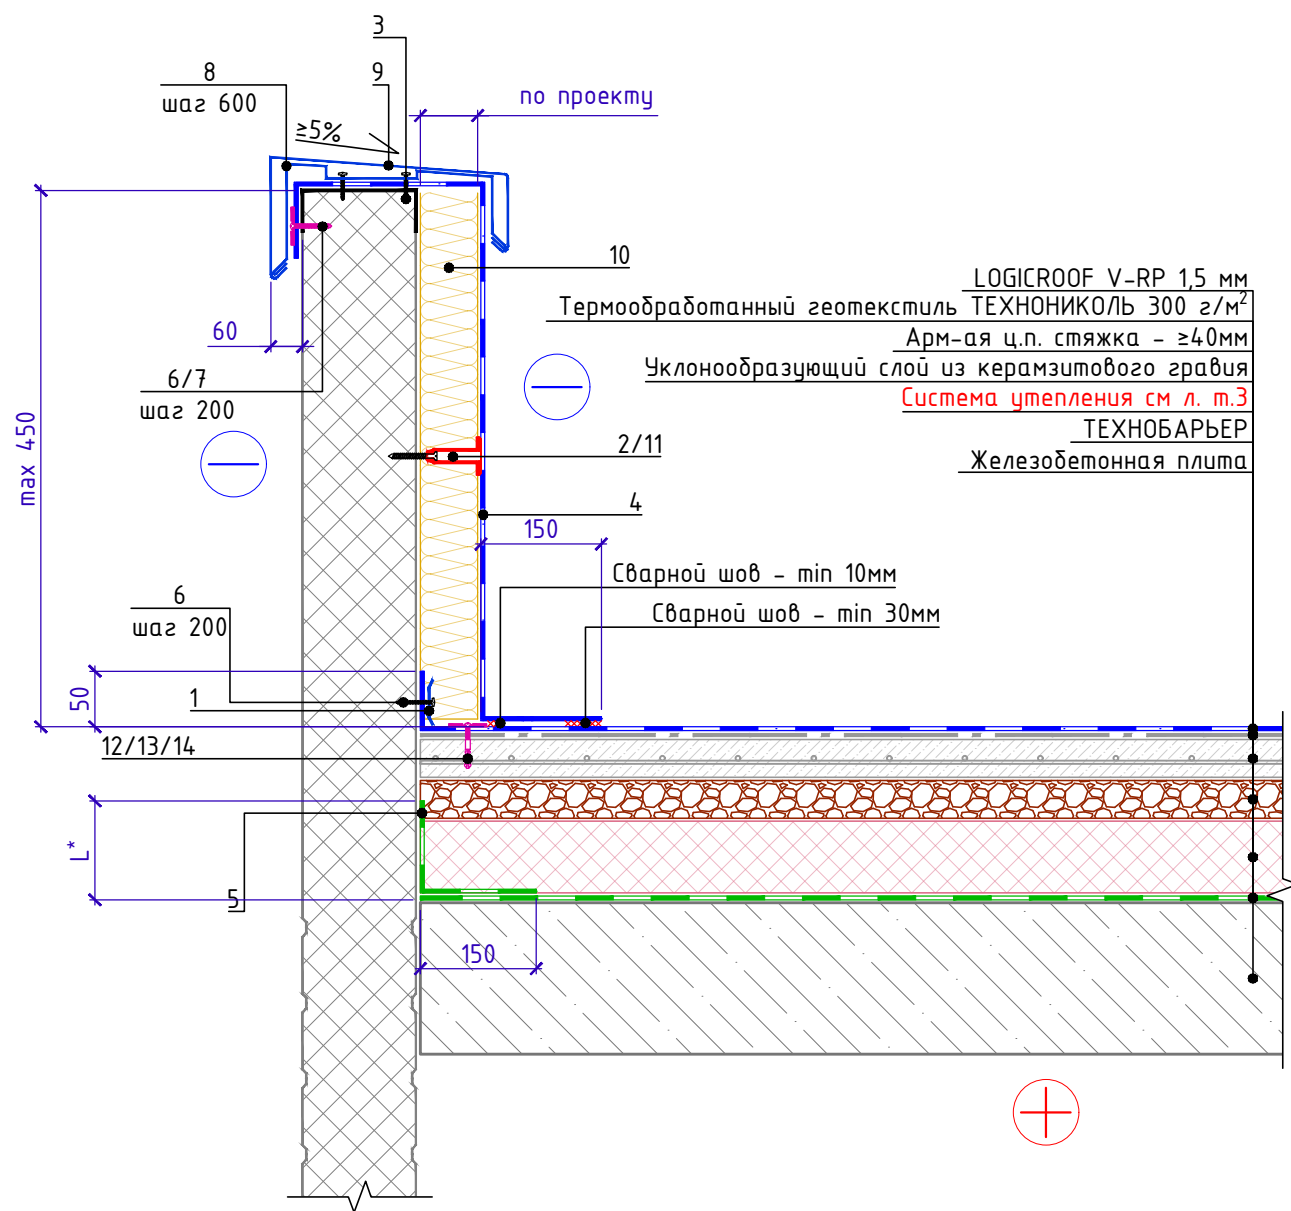 3
8
шаг 600
9
по проекту
≥5%
10
LOGICROOF V-RP 1,5 мм
Термообработанный геотекстиль ТЕХНОНИКОЛЬ 300 г/м²
Арм-ая ц.п. стяжка - ≥40мм
Уклонообразующий слой из керамзитового гравия
Система утепления см л. т.3
ТЕХНОБАРЬЕР
Железобетонная плита
60
6/7
шаг 200
max 450
2/11
4
150
Сварной шов - min 10мм
Сварной шов - min 30мм
6
шаг 200
50
1
12/13/14
L*
5
150